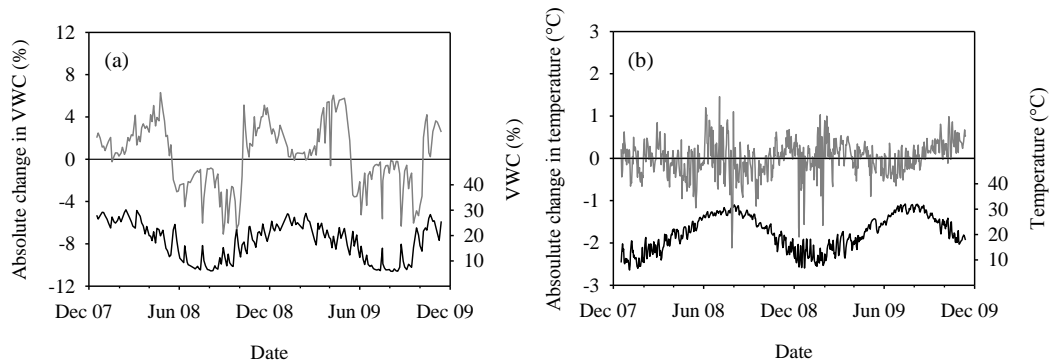 (a)
Absolute change in VWC (%)
12
8
4
0
-4
-8
-12
40
30
20
10
VWC (%)
Dec 07
Jun 08
Dec 08
Jun 09
Dec 09
Date
(b)
Absoulute change in temperature (°C)
3
2
1
0
-1
-2
-3
40
30
20
10
Temperature (°C)
Dec 07
Jun 08
Dec 08
Jun 09
Dec 09
Date